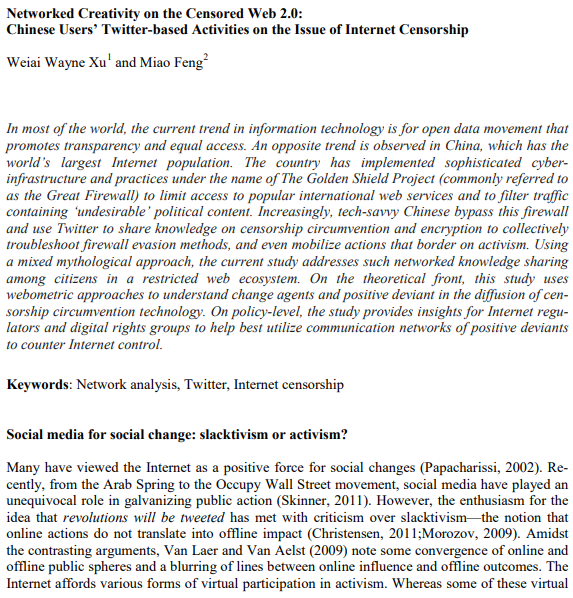 Networked Creativity on the Censored Web 2.0:
Chinese Users' Twitter-based Activities on the Issue of Internet Censorship
Weiai Wayne Xu1 and Miao Feng2
In most of the world, the current trend in information technology is for open data movement that
promotes transparency and equal access. An opposite trend is observed in China, which has the
world's largest Internet population. The country has implemented sophisticated cyber-
infrastructure and practices under the name of The Golden Shield Project (commonly referred to
as the Great Firewall) to limit access to popular international web services and to filter traffic
containing 'undesirable' political content. Increasingly, tech-savvy Chinese bypass this firewall
and use Twitter to share knowledge on censorship circumvention and encryption to collectively
troubleshoot firewall evasion methods, and even mobilize actions that border on activism. Using
a mixed mythological approach, the current study addresses such networked knowledge sharing
among citizens in a restricted web ecosystem. On the theoretical front, this study uses
webometric approaches to understand change agents and positive deviant in the diffusion of cen-
sorship circumvention technology. On policy-level, the study provides insights for Internet regu-
lators and digital rights groups to help best utilize communication networks of positive deviants
to counter Internet control.
Keywords: Network analysis, Twitter, Internet censorship
Social media for social change: slacktivism or activism?
Many have viewed the Internet as a positive force for social changes (Papacharissi, 2002). Re-
cently, from the Arab Spring to the Occupy Wall Street movement, social media have played an
unequivocal role in galvanizing public action (Skinner, 2011). However, the enthusiasm for the
idea that revolutions will be tweeted has met with criticism over slacktivism—the notion that
online actions do not translate into offline impact (Christensen, 2011;Morozov, 2009). Amidst
the contrasting arguments, Van Laer and Van Aelst (2009) note some convergence of online and
offline public spheres and a blurring of lines between online influence and offline outcomes. The
Internet affords various forms of virtual participation in activism. Whereas some of these virtual